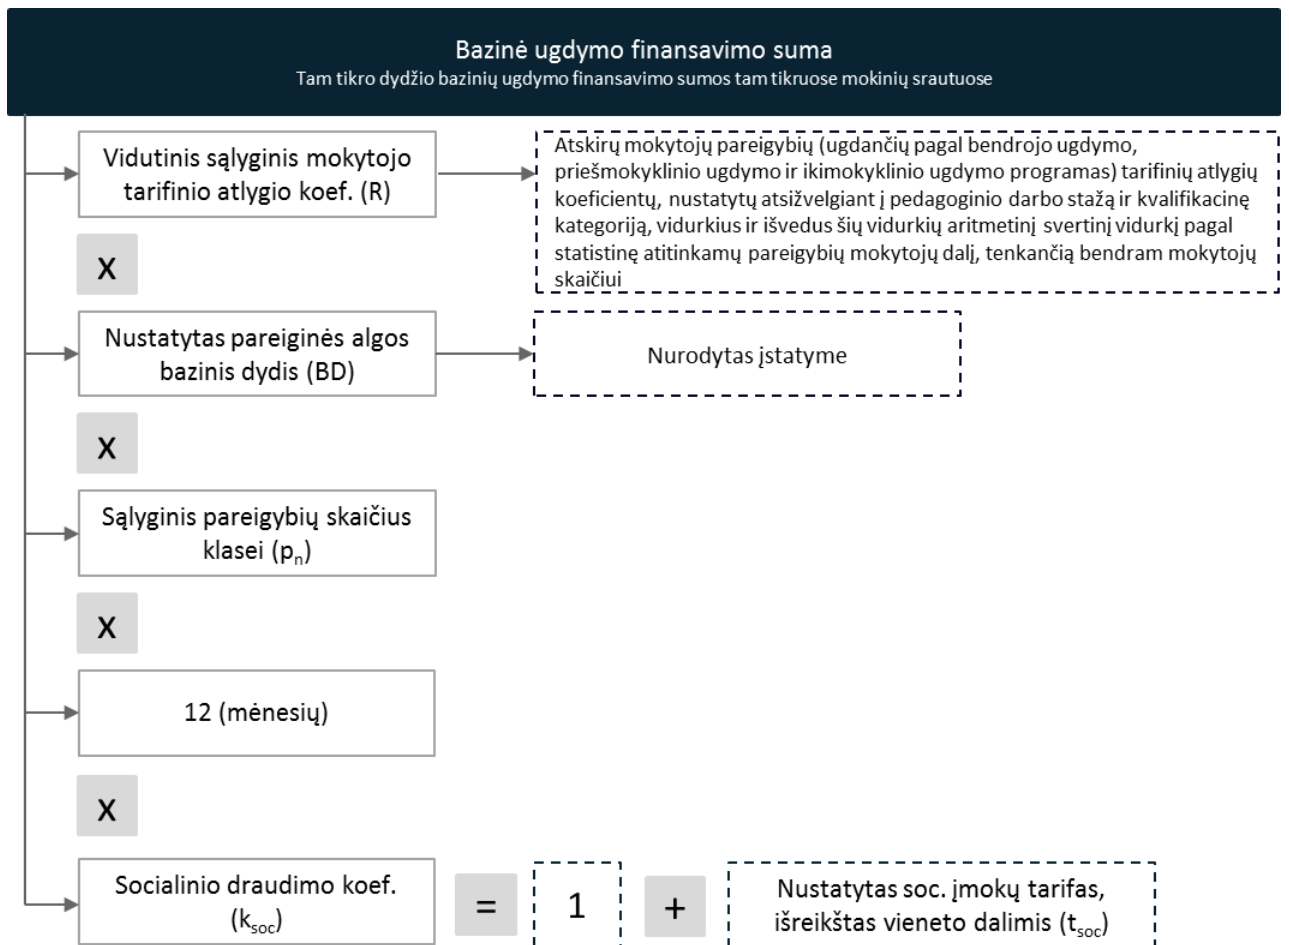 Bazinė ugdymo finansavimo suma
Tam tikro dydžio bazinių ugdymo finansavimo sumos tam tikruose mokinių srautuose
Vidutinis sąlyginis mokytojo
tarifinio atlygio koef. (R)
Atskirų mokytojų pareigybių (ugdančių pagal bendrojo ugdymo,
priešmokyklinio ugdymo ir ikimokyklinio ugdymo programas) tarifinių atlygių
koeficientų, nustatytų atsižvelgiant į pedagoginio darbo stažą ir kvalifikacinę
kategoriją, vidurkius ir išvedus šių vidurkių aritmetinį svertinį vidurkį pagal
statistinę atitinkamų pareigybių mokytojų dalį, tenkančią bendram mokytojų
skaičiui
x
Nustatytas pareiginės algos
bazinis dydis (BD)
Nurodytas įstatyme
x
Sąlyginis pareigybių skaičius
klasei (pₙ)
x
12 (mėnesių)
x
Socialinio draudimo koef.
(k_soc)
=
1
+
Nustatytas soc. įmokų tarifas,
išreikštas vieneto dalimis (t_soc)